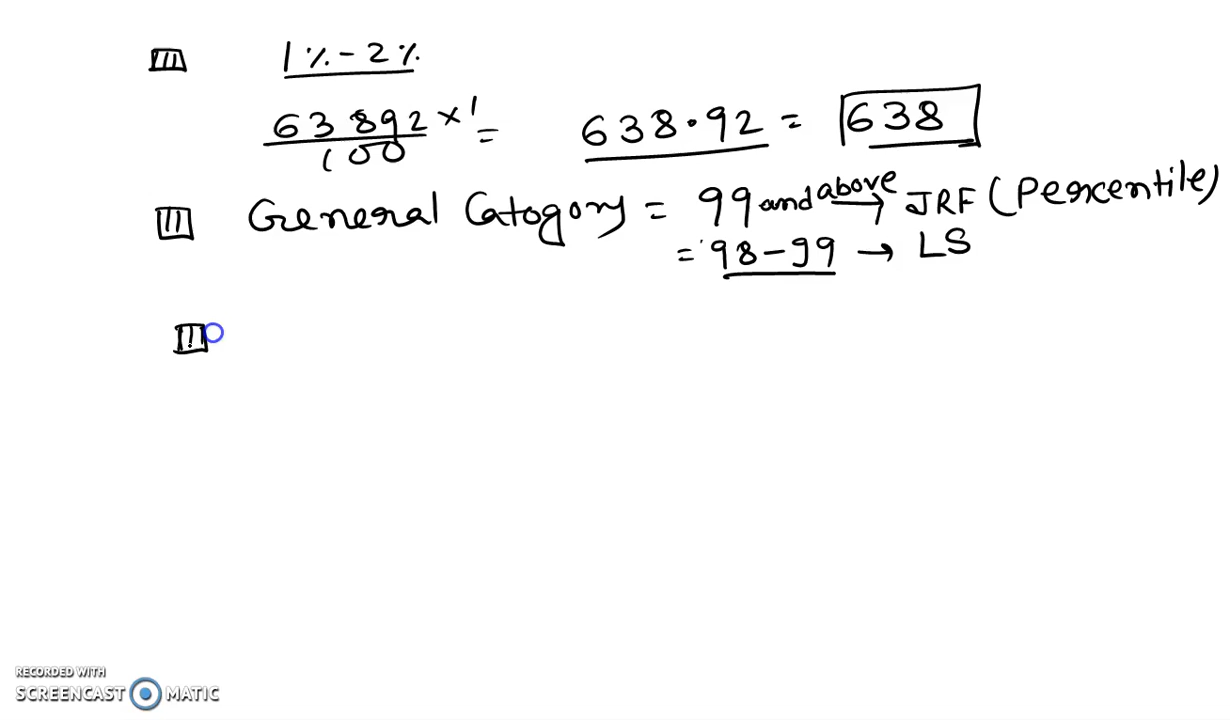 III 1% - 2%
63892 × 1 / 100 = 638.92 = 638
III General Catogory = 99 and above → JRF (Percentile)
= 98 - 99 → LS
III
RECORDED WITH
SCREENCAST MATIC